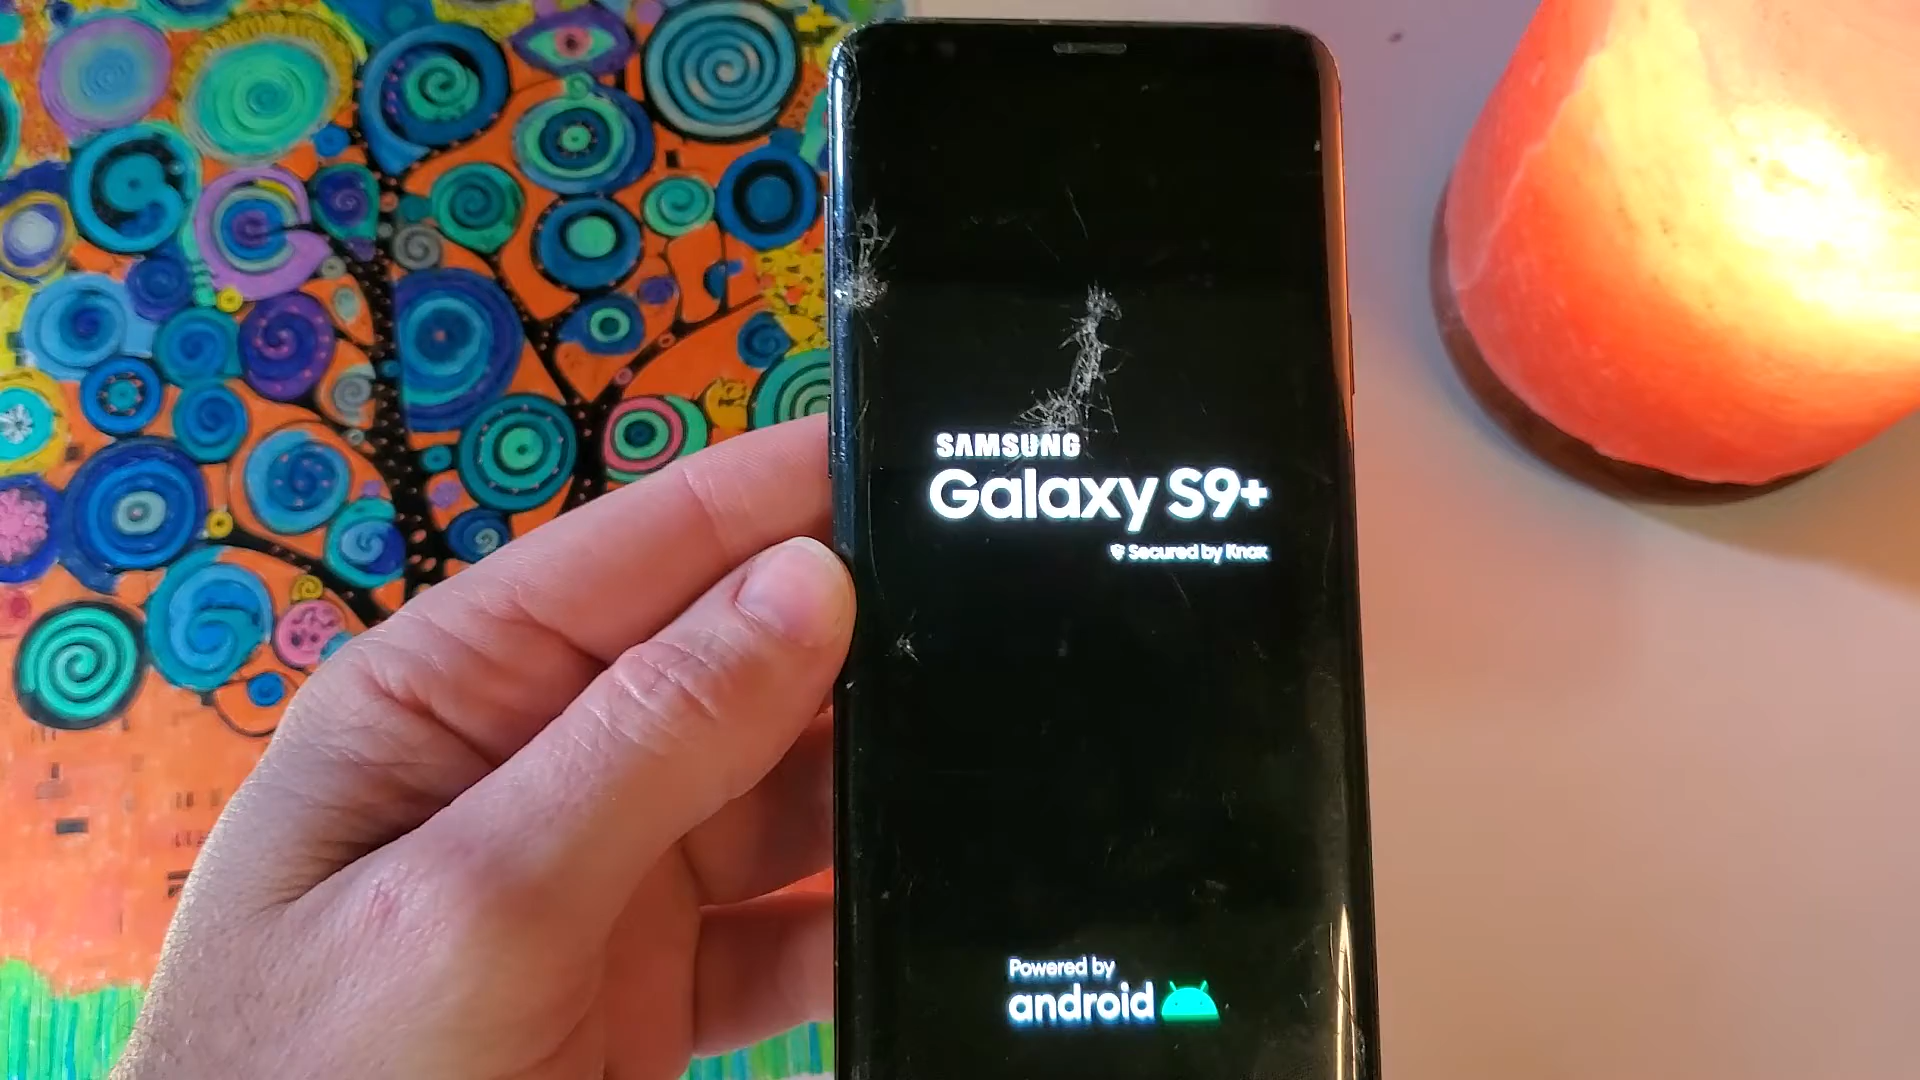 SAMSUNG
Galaxy S9+
Secured by Knox
Powered by
android